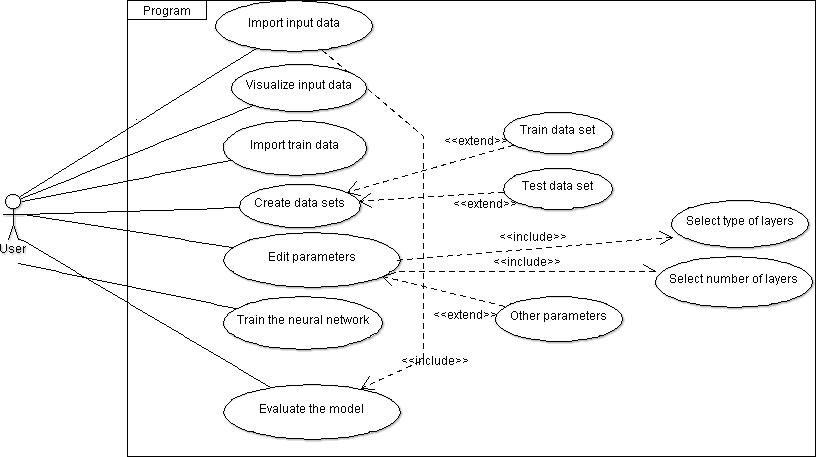 Program
Import input data
Visualize input data
Train data set
<<extend>>
Import train data
Test data set
Create data sets
<<extend>>
Select type of layers
<<include>>
User
Edit parameters
<<include>>
Select number of layers
<<extend>>
Other parameters
Train the neural network
<<include>>
Evaluate the model